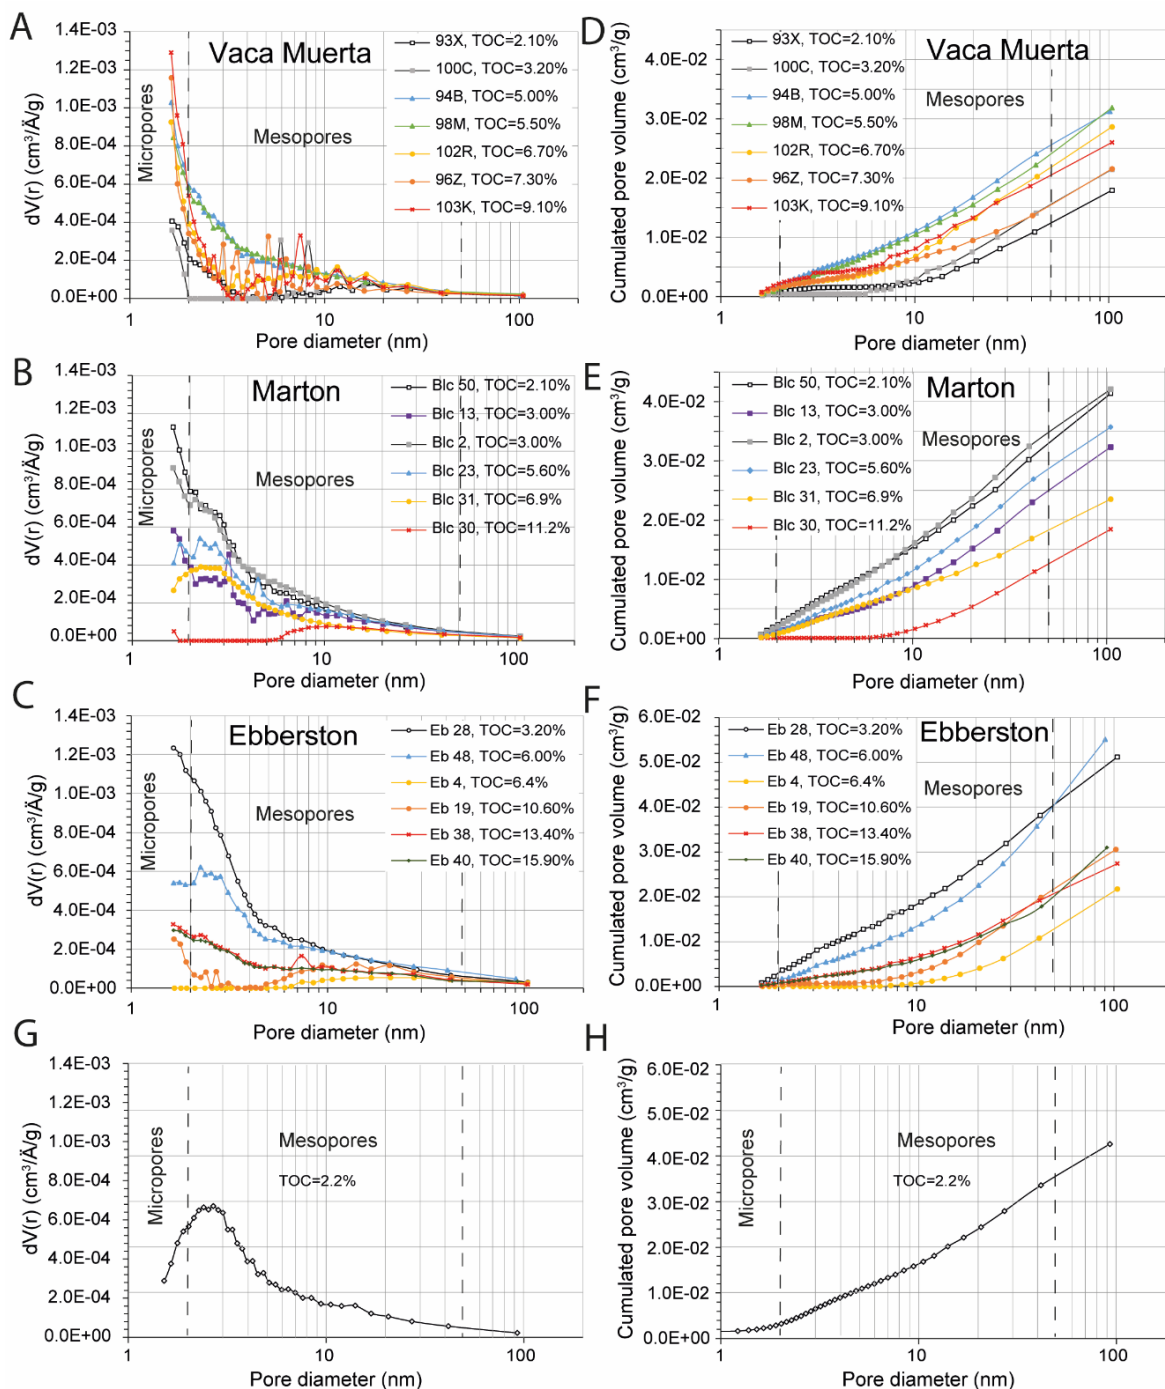 A
Vaca Muerta
dV(r) (cm³/Ä/g)
1.4E-03
1.2E-03
1.0E-03
8.0E-04
6.0E-04
4.0E-04
2.0E-04
0.0E+00
Micropores
Mesopores
93X, TOC=2.10%
100C, TOC=3.20%
94B, TOC=5.00%
98M, TOC=5.50%
102R, TOC=6.70%
96Z, TOC=7.30%
103K, TOC=9.10%
1 10 100
Pore diameter (nm)
D
Vaca Muerta
Cumulated pore volume (cm³/g)
4.0E-02
3.0E-02
2.0E-02
1.0E-02
0.0E+00
Mesopores
93X, TOC=2.10%
100C, TOC=3.20%
94B, TOC=5.00%
98M, TOC=5.50%
102R, TOC=6.70%
96Z, TOC=7.30%
103K, TOC=9.10%
1 10 100
Pore diameter (nm)
B
Marton
dV(r) (cm³/Ä/g)
1.4E-03
1.2E-03
1.0E-03
8.0E-04
6.0E-04
4.0E-04
2.0E-04
0.0E+00
Micropores
Mesopores
Blc 50, TOC=2.10%
Blc 13, TOC=3.00%
Blc 2, TOC=3.00%
Blc 23, TOC=5.60%
Blc 31, TOC=6.9%
Blc 30, TOC=11.2%
1 10 100
Pore diameter (nm)
E
Marton
Cumulated pore volume (cm³/g)
4.0E-02
3.0E-02
2.0E-02
1.0E-02
0.0E+00
Mesopores
Blc 50, TOC=2.10%
Blc 13, TOC=3.00%
Blc 2, TOC=3.00%
Blc 23, TOC=5.60%
Blc 31, TOC=6.9%
Blc 30, TOC=11.2%
1 10 100
Pore diameter (nm)
C
Ebberston
dV(r) (cm³/Ä/g)
1.4E-03
1.2E-03
1.0E-03
8.0E-04
6.0E-04
4.0E-04
2.0E-04
0.0E+00
Micropores
Mesopores
Eb 28, TOC=3.20%
Eb 48, TOC=6.00%
Eb 4, TOC=6.4%
Eb 19, TOC=10.60%
Eb 38, TOC=13.40%
Eb 40, TOC=15.90%
1 10 100
Pore diameter (nm)
F
Ebberston
Cumulated pore volume (cm³/g)
6.0E-02
5.0E-02
4.0E-02
3.0E-02
2.0E-02
1.0E-02
0.0E+00
Mesopores
Eb 28, TOC=3.20%
Eb 48, TOC=6.00%
Eb 4, TOC=6.4%
Eb 19, TOC=10.60%
Eb 38, TOC=13.40%
Eb 40, TOC=15.90%
1 10 100
Pore diameter (nm)
G
dV(r) (cm³/Ä/g)
1.4E-03
1.2E-03
1.0E-03
8.0E-04
6.0E-04
4.0E-04
2.0E-04
0.0E+00
Micropores
Mesopores
TOC=2.2%
1 10 100
Pore diameter (nm)
H
Cumulated pore volume (cm³/g)
6.0E-02
5.0E-02
4.0E-02
3.0E-02
2.0E-02
1.0E-02
0.0E+00
Micropores
Mesopores
TOC=2.2%
1 10 100
Pore diameter (nm)